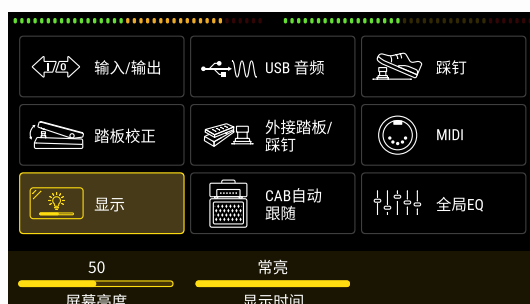 I/O 输入/输出
USB 音频
踩钉
踏板校正
外接踏板/
踩钉
MIDI
显示
CAB自动
跟随
全局EQ
50
常亮
屏幕亮度
显示时间